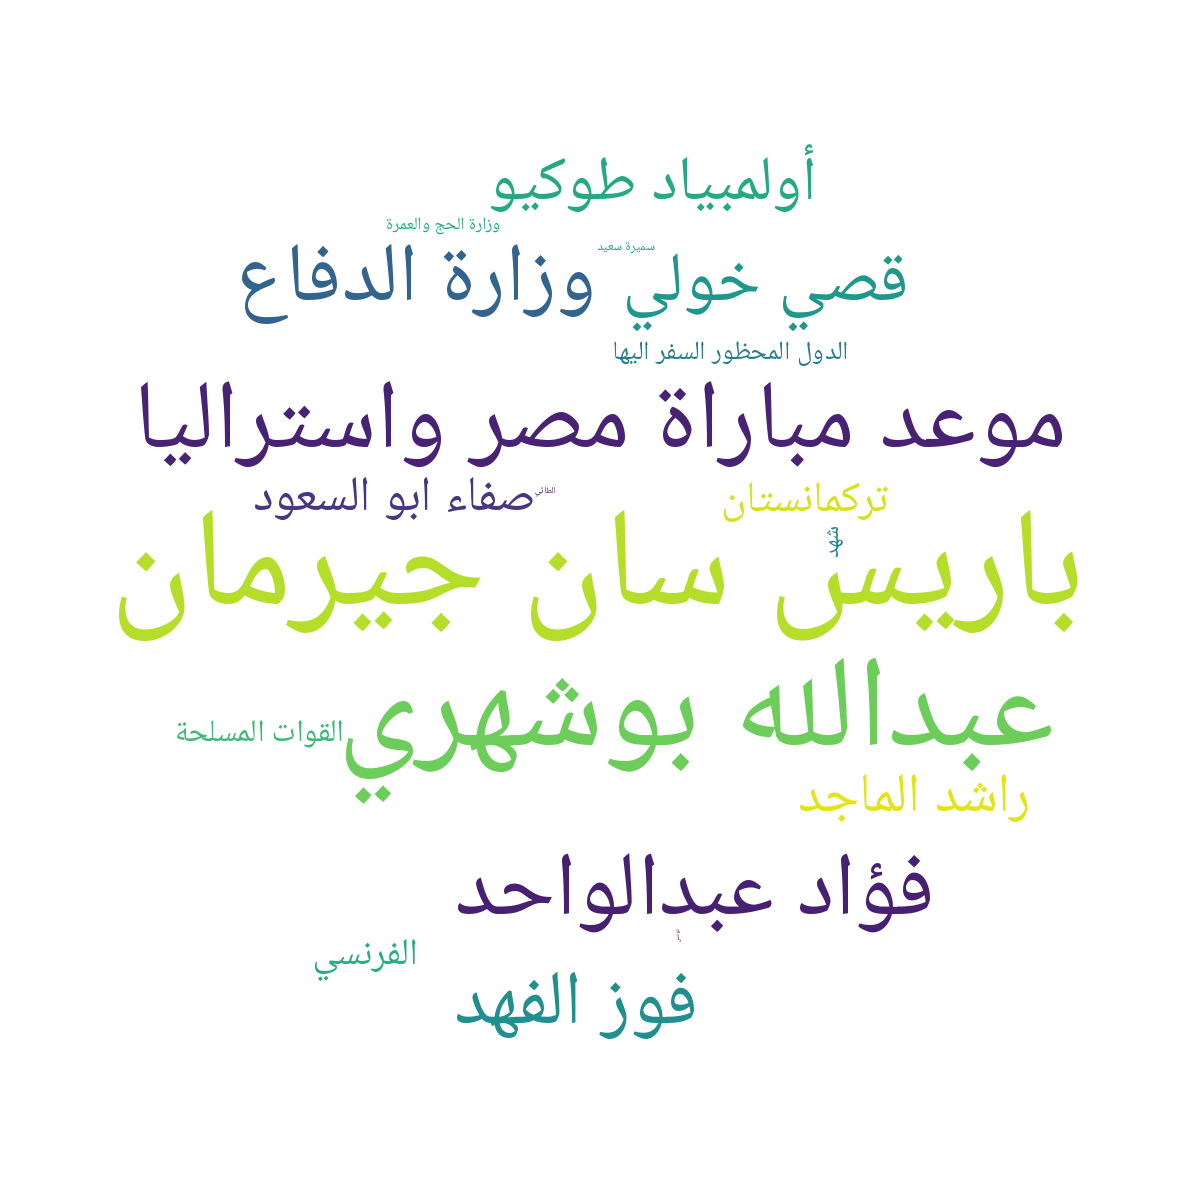 أولمبياد طوكيو
وزارة الحج والعمرة
سميرة سعيد
قصي خولي
وزارة الدفاع
الدول المحظور السفر اليها
موعد مباراة مصر واستراليا
تركمانستان
الطائي
صفاء ابو السعود
شهد
باريس سان جيرمان
عبدالله بوشهري
القوات المسلحة
راشد الماجد
فؤاد عبدالواحد
الفرنسي
فوز الفهد